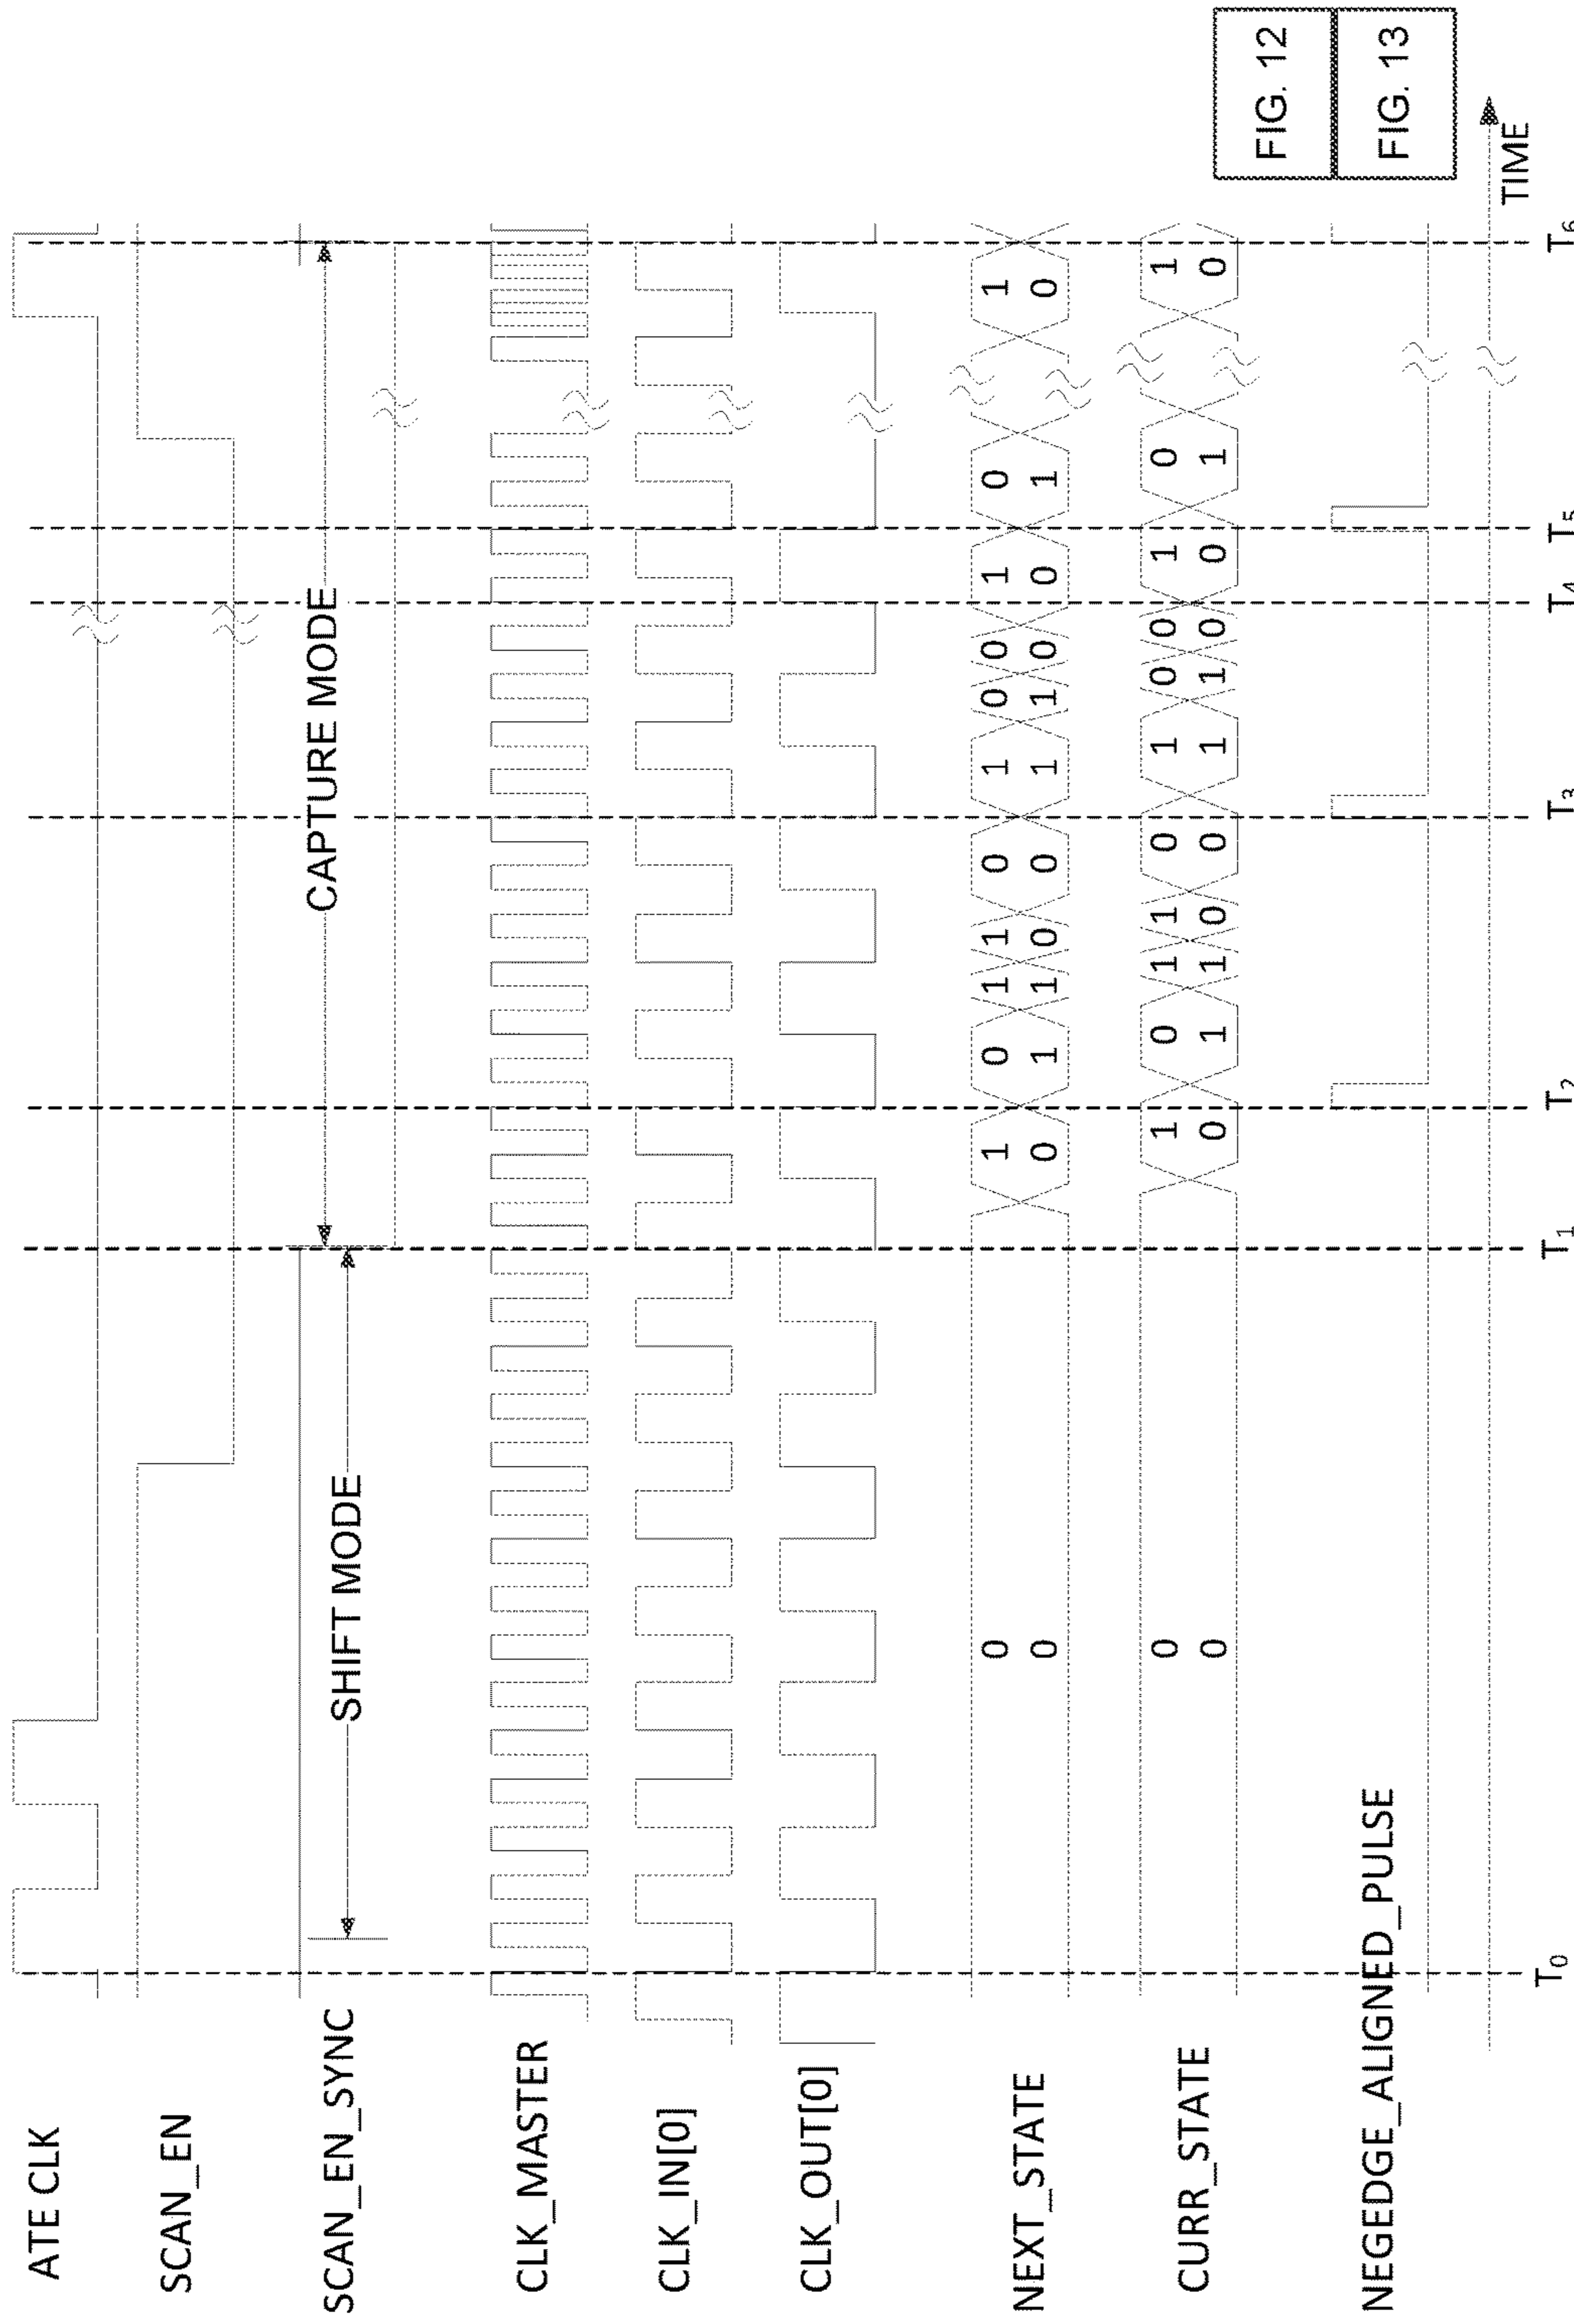 ATE CLK
SCAN_EN
SCAN_EN_SYNC
CAPTURE MODE
SHIFT MODE
CLK_MASTER
CLK_IN[0]
CLK_OUT[0]
NEXT_STATE
0 1 0 1 1 0 1 0 0 1 0 1
0 0 1 1 0 0 1 1 0 0 1 0
CURR_STATE
0 1 0 1 1 0 1 0 0 1 0 1
0 0 1 1 0 0 1 1 0 0 1 0
NEGEDGE_ALIGNED_PULSE
FIG. 12
FIG. 13
TIME
T0 T1 T2 T3 T4 T5 T6